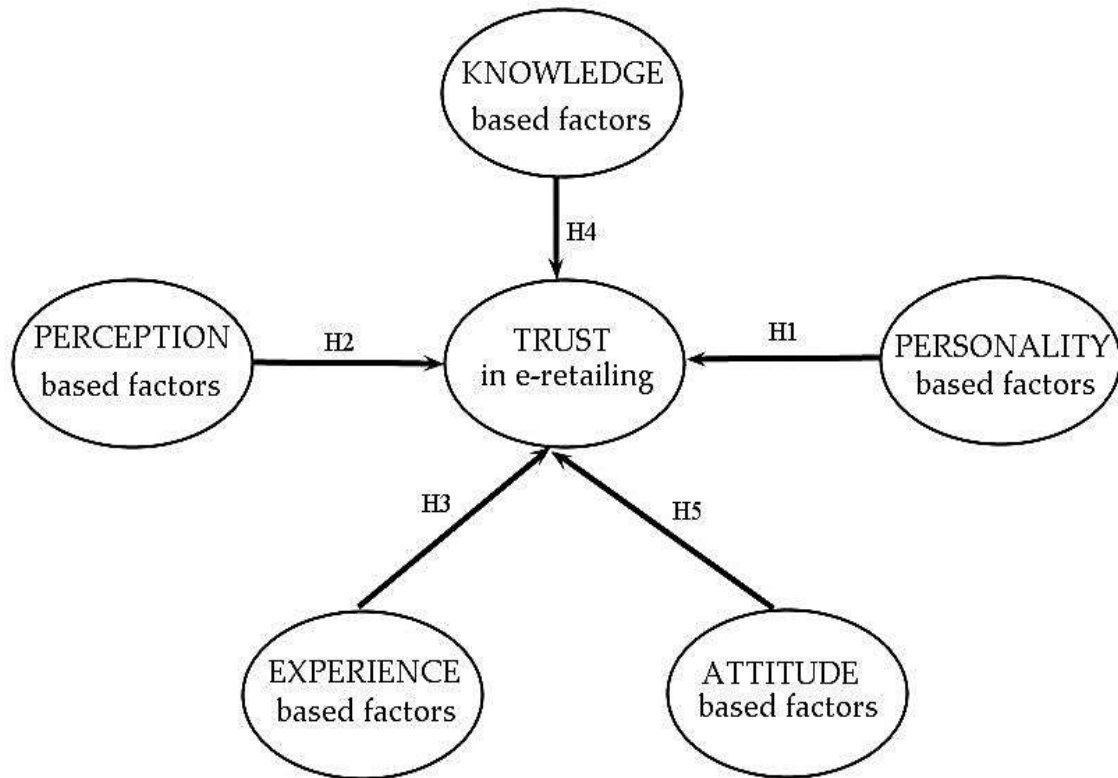 KNOWLEDGE
based factors
H4
PERCEPTION
based factors
H2
TRUST
in e-retailing
H1
PERSONALITY
based factors
H3
H5
EXPERIENCE
based factors
ATTITUDE
based factors